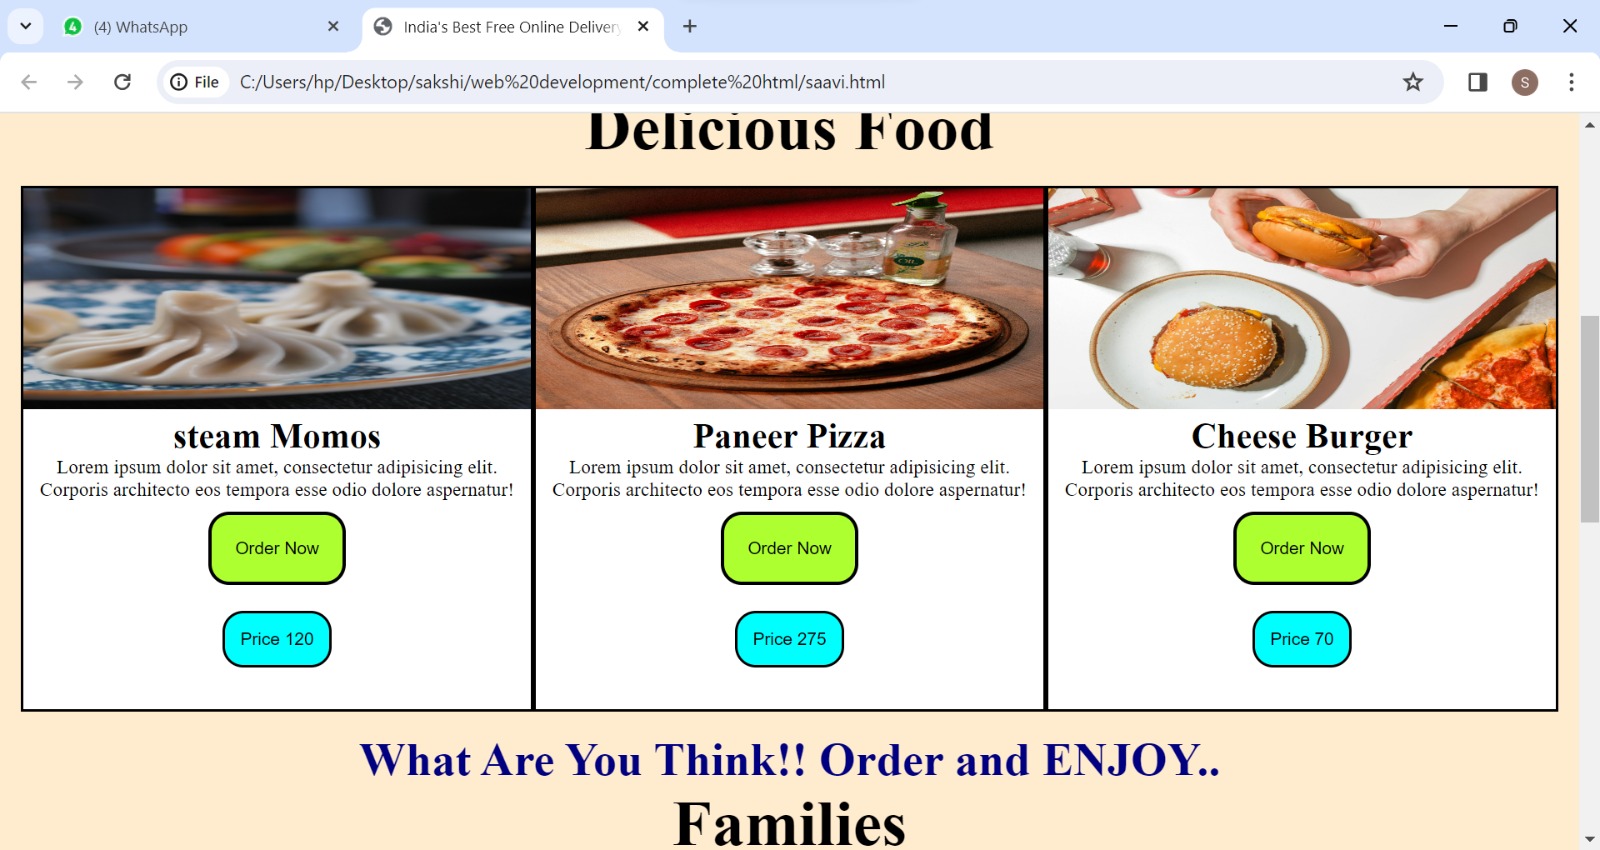 (4) WhatsApp
India's Best Free Online Delivery
File
C:/Users/hp/Desktop/sakshi/web%20development/complete%20html/saavi.html
S
Delicious Food
steam Momos
Lorem ipsum dolor sit amet, consectetur adipisicing elit.
Corporis architecto eos tempora esse odio dolore aspernatur!
Order Now
Price 120
Paneer Pizza
Lorem ipsum dolor sit amet, consectetur adipisicing elit.
Corporis architecto eos tempora esse odio dolore aspernatur!
Order Now
Price 275
Cheese Burger
Lorem ipsum dolor sit amet, consectetur adipisicing elit.
Corporis architecto eos tempora esse odio dolore aspernatur!
Order Now
Price 70
What Are You Think!! Order and ENJOY..
Families